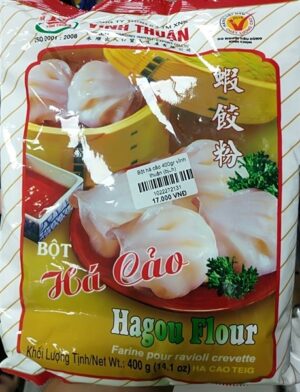 VĨNH THUẬN
ISO 9001 : 2008
蝦餃粉
Bột há cảo 400gr vĩnh
thuận (bịch)
1022272131
17.000 VNĐ
BỘT
Há Cảo
Hagou Flour
Farine pour ravioli crevette
HA CAO TEIG
Khối Lượng Tịnh/Net Wt.: 400 g (14.1 oz)